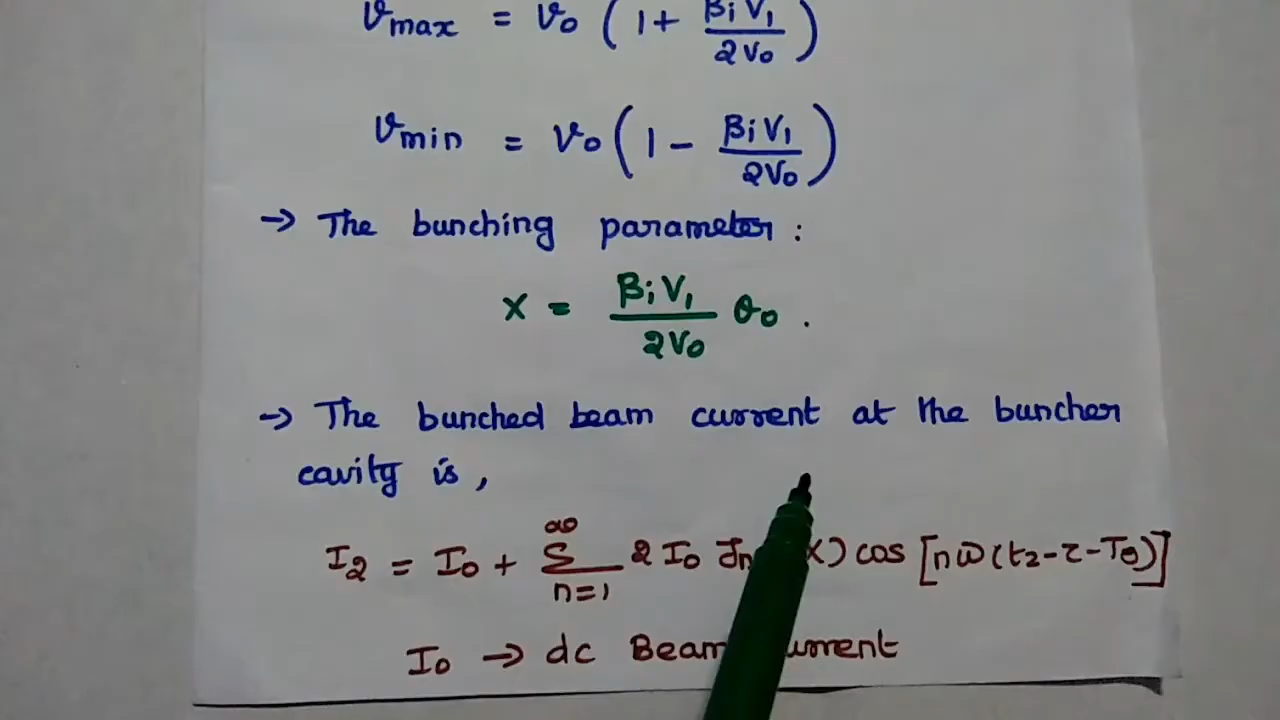 Vmax = V0 (1 + βiV1/2V0)
Vmin = V0 (1 - βiV1/2V0)
→ The bunching parameter :
X = βiV1/2V0 θ0 .
→ The bunched beam current at the buncher
cavity is,
I2 = I0 + ∞Σn=1 2 I0 Jn X) cos [nω(t2-τ-T0)]
I0 → dc Beam